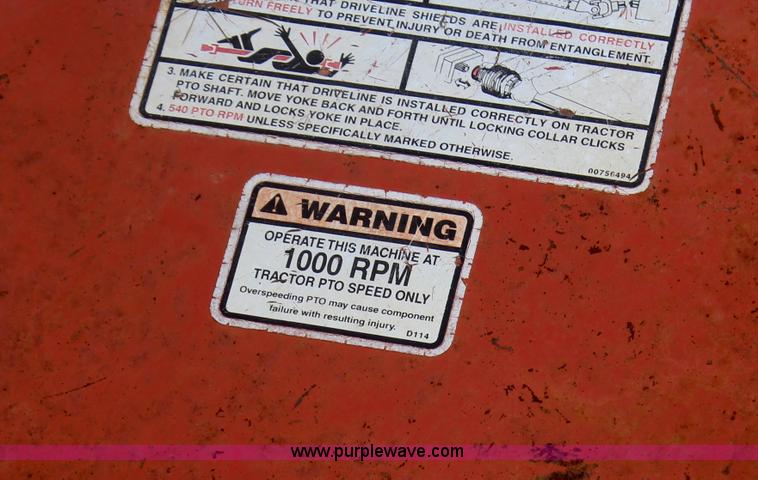 THAT DRIVELINE SHIELDS ARE INSTALLED CORRECTLY
TURN FREELY TO PREVENT INJURY OR DEATH FROM ENTANGLEMENT.
3. MAKE CERTAIN THAT DRIVELINE IS INSTALLED CORRECTLY ON TRACTOR
PTO SHAFT. MOVE YOKE BACK AND FORTH UNTIL LOCKING COLLAR CLICKS
FORWARD AND LOCKS YOKE IN PLACE.
4. 540 PTO RPM UNLESS SPECIFICALLY MARKED OTHERWISE.
00756494
WARNING
OPERATE THIS MACHINE AT
1000 RPM
TRACTOR PTO SPEED ONLY
Overspeeding PTO may cause component
failure with resulting injury.
D114
www.purplewave.com